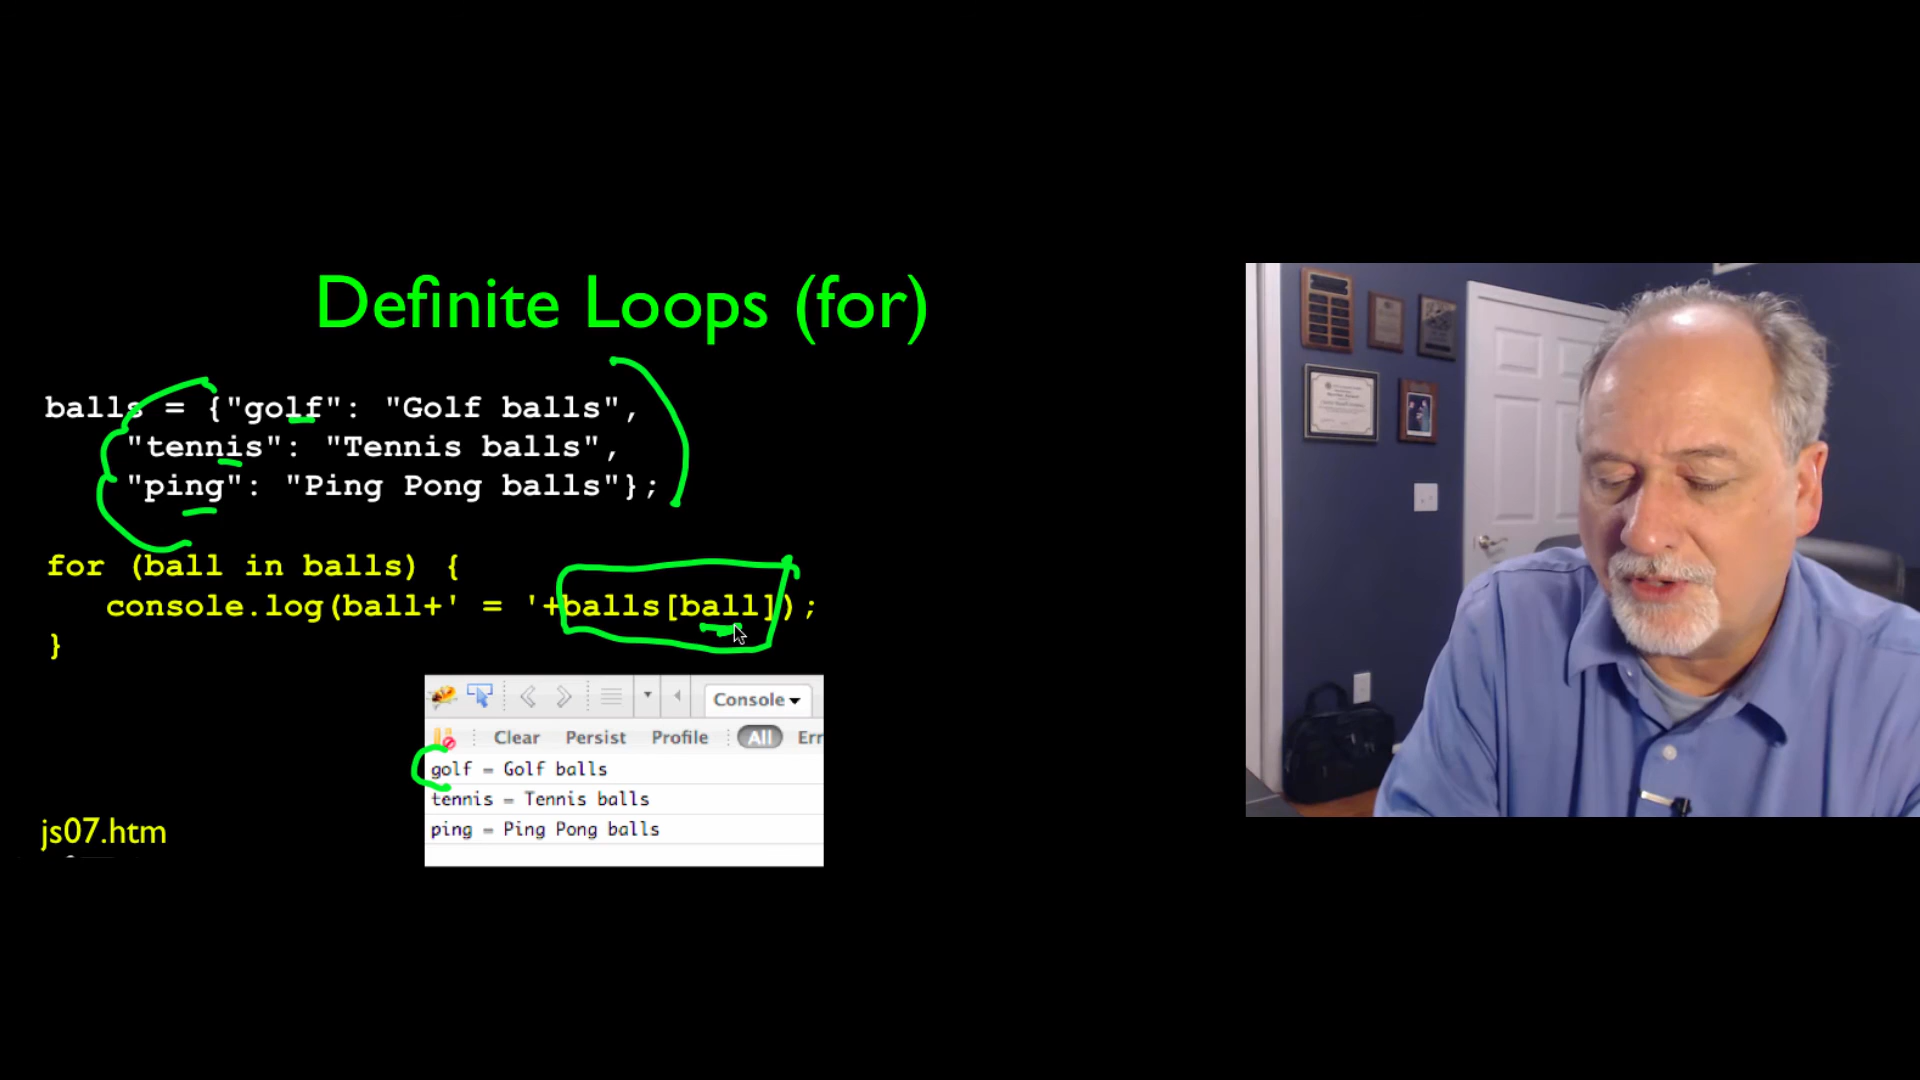 Definite Loops (for)
balls = {"golf": "Golf balls",
"tennis": "Tennis balls",
"ping": "Ping Pong balls"};
for (ball in balls) {
console.log(ball+' = '+balls[ball]);
}
Console
Clear Persist Profile All Err
golf = Golf balls
tennis = Tennis balls
ping = Ping Pong balls
js07.htm